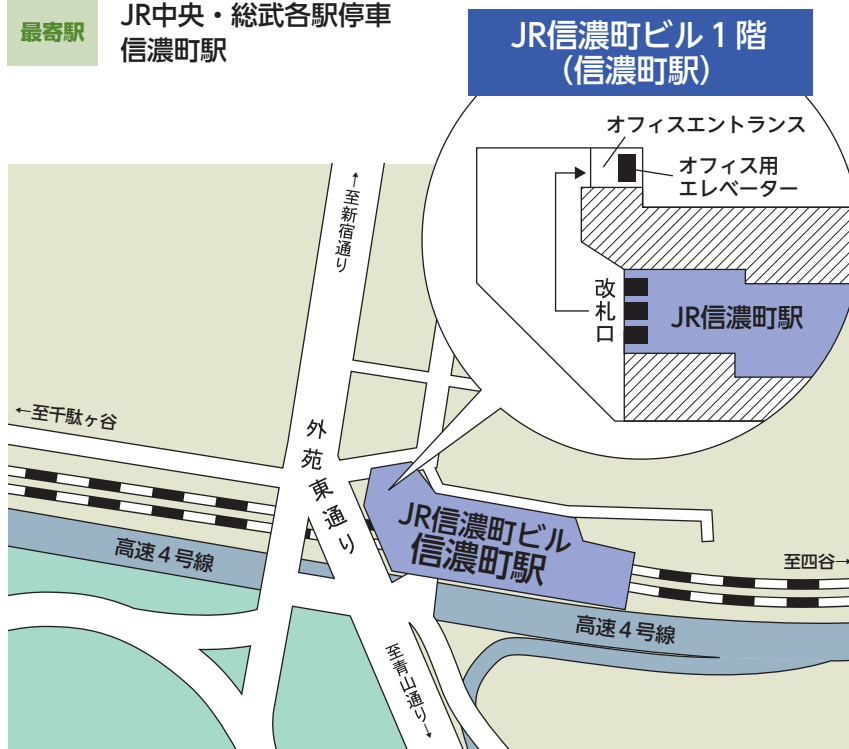 最寄駅
JR中央・総武各駅停車
信濃町駅
JR信濃町ビル1階
(信濃町駅)
オフィスエントランス
オフィス用
エレベーター
改札口
JR信濃町駅
↑至新宿通り
←至千駄ヶ谷
外苑東通り
JR信濃町ビル
信濃町駅
高速4号線
至四谷→
高速4号線
至青山通り→